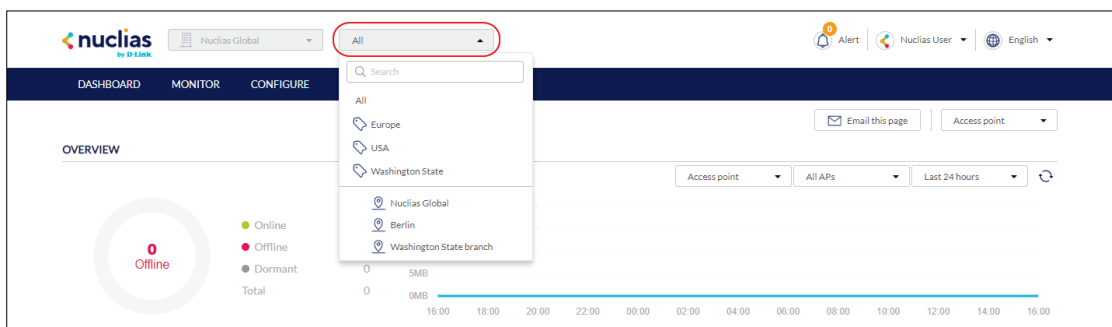 nuclias
by D-Link
Nuclias Global
All
0
Alert
Nuclias User
English
DASHBOARD MONITOR CONFIGURE
Search
All
Europe
USA
Washington State
Nuclias Global
Berlin
Washington State branch
Email this page
Access point
OVERVIEW
Access point
All APs
Last 24 hours
0
Offline
Online
Offline
Dormant 0
Total 0
5MB
0MB
16:00 18:00 20:00 22:00 00:00 02:00 04:00 06:00 08:00 10:00 12:00 14:00 16:00